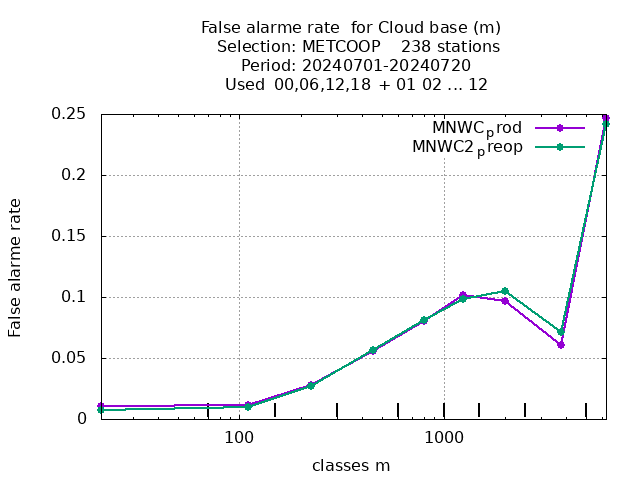 False alarme rate  for Cloud base (m)
Selection: METCOOP    238 stations
Period: 20240701-20240720
Used  00,06,12,18 + 01 02 ... 12
MNWC_prod
MNWC2_preop
0.25
0.2
0.15
0.1
0.05
0
False alarme rate
100
1000
classes m